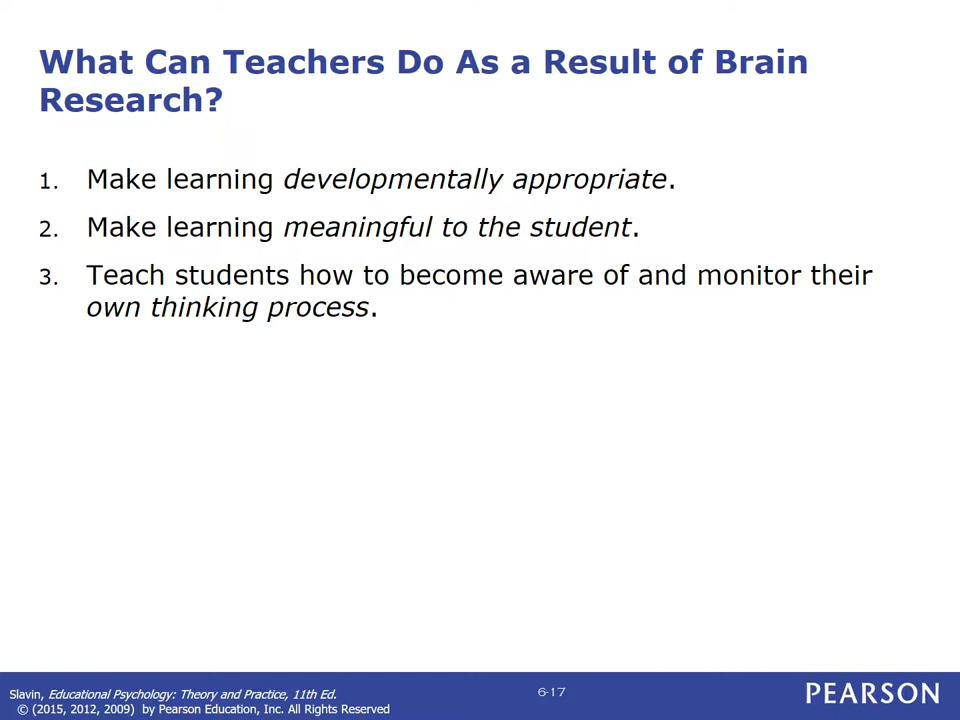 What Can Teachers Do As a Result of Brain
Research?
1. Make learning developmentally appropriate.
2. Make learning meaningful to the student.
3. Teach students how to become aware of and monitor their
own thinking process.
Slavin, Educational Psychology: Theory and Practice, 11th Ed.
© (2015, 2012, 2009) by Pearson Education, Inc. All Rights Reserved
6-17
PEARSON